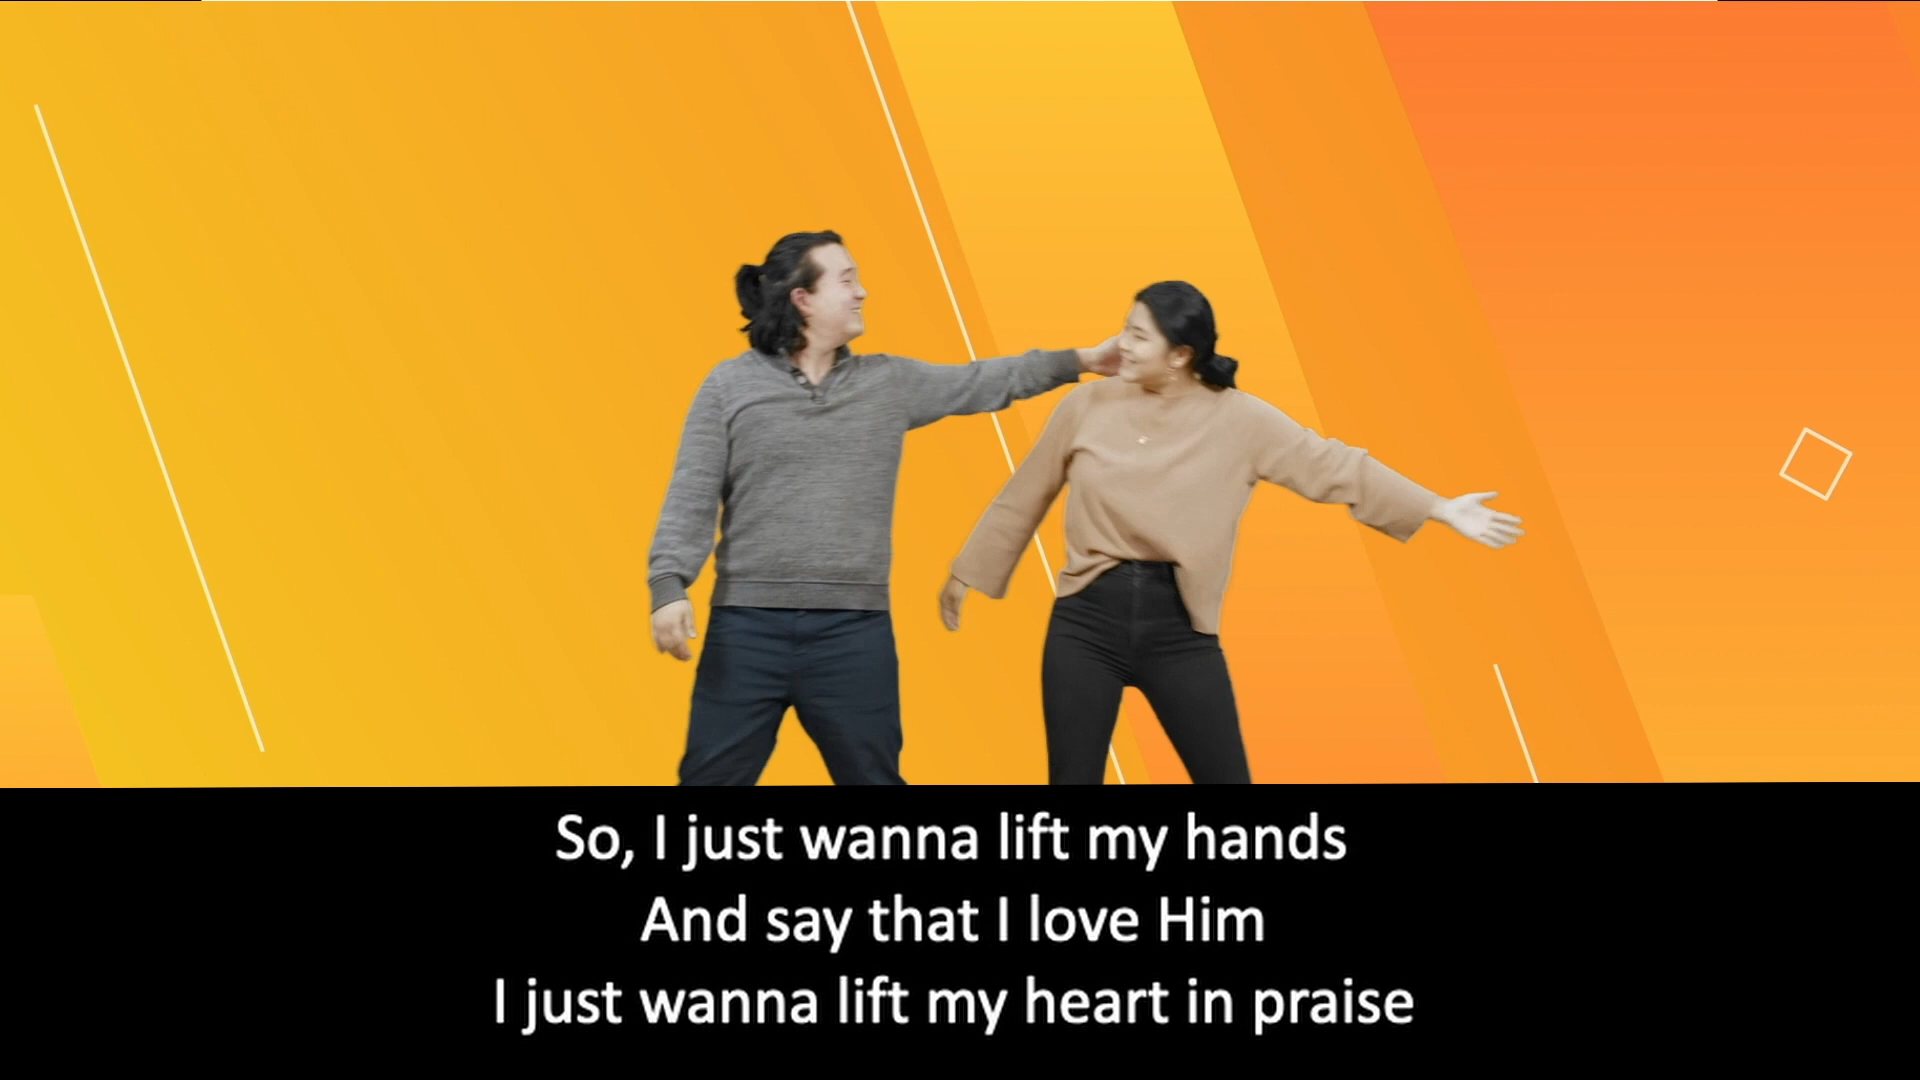 So, I just wanna lift my hands
And say that I love Him
I just wanna lift my heart in praise